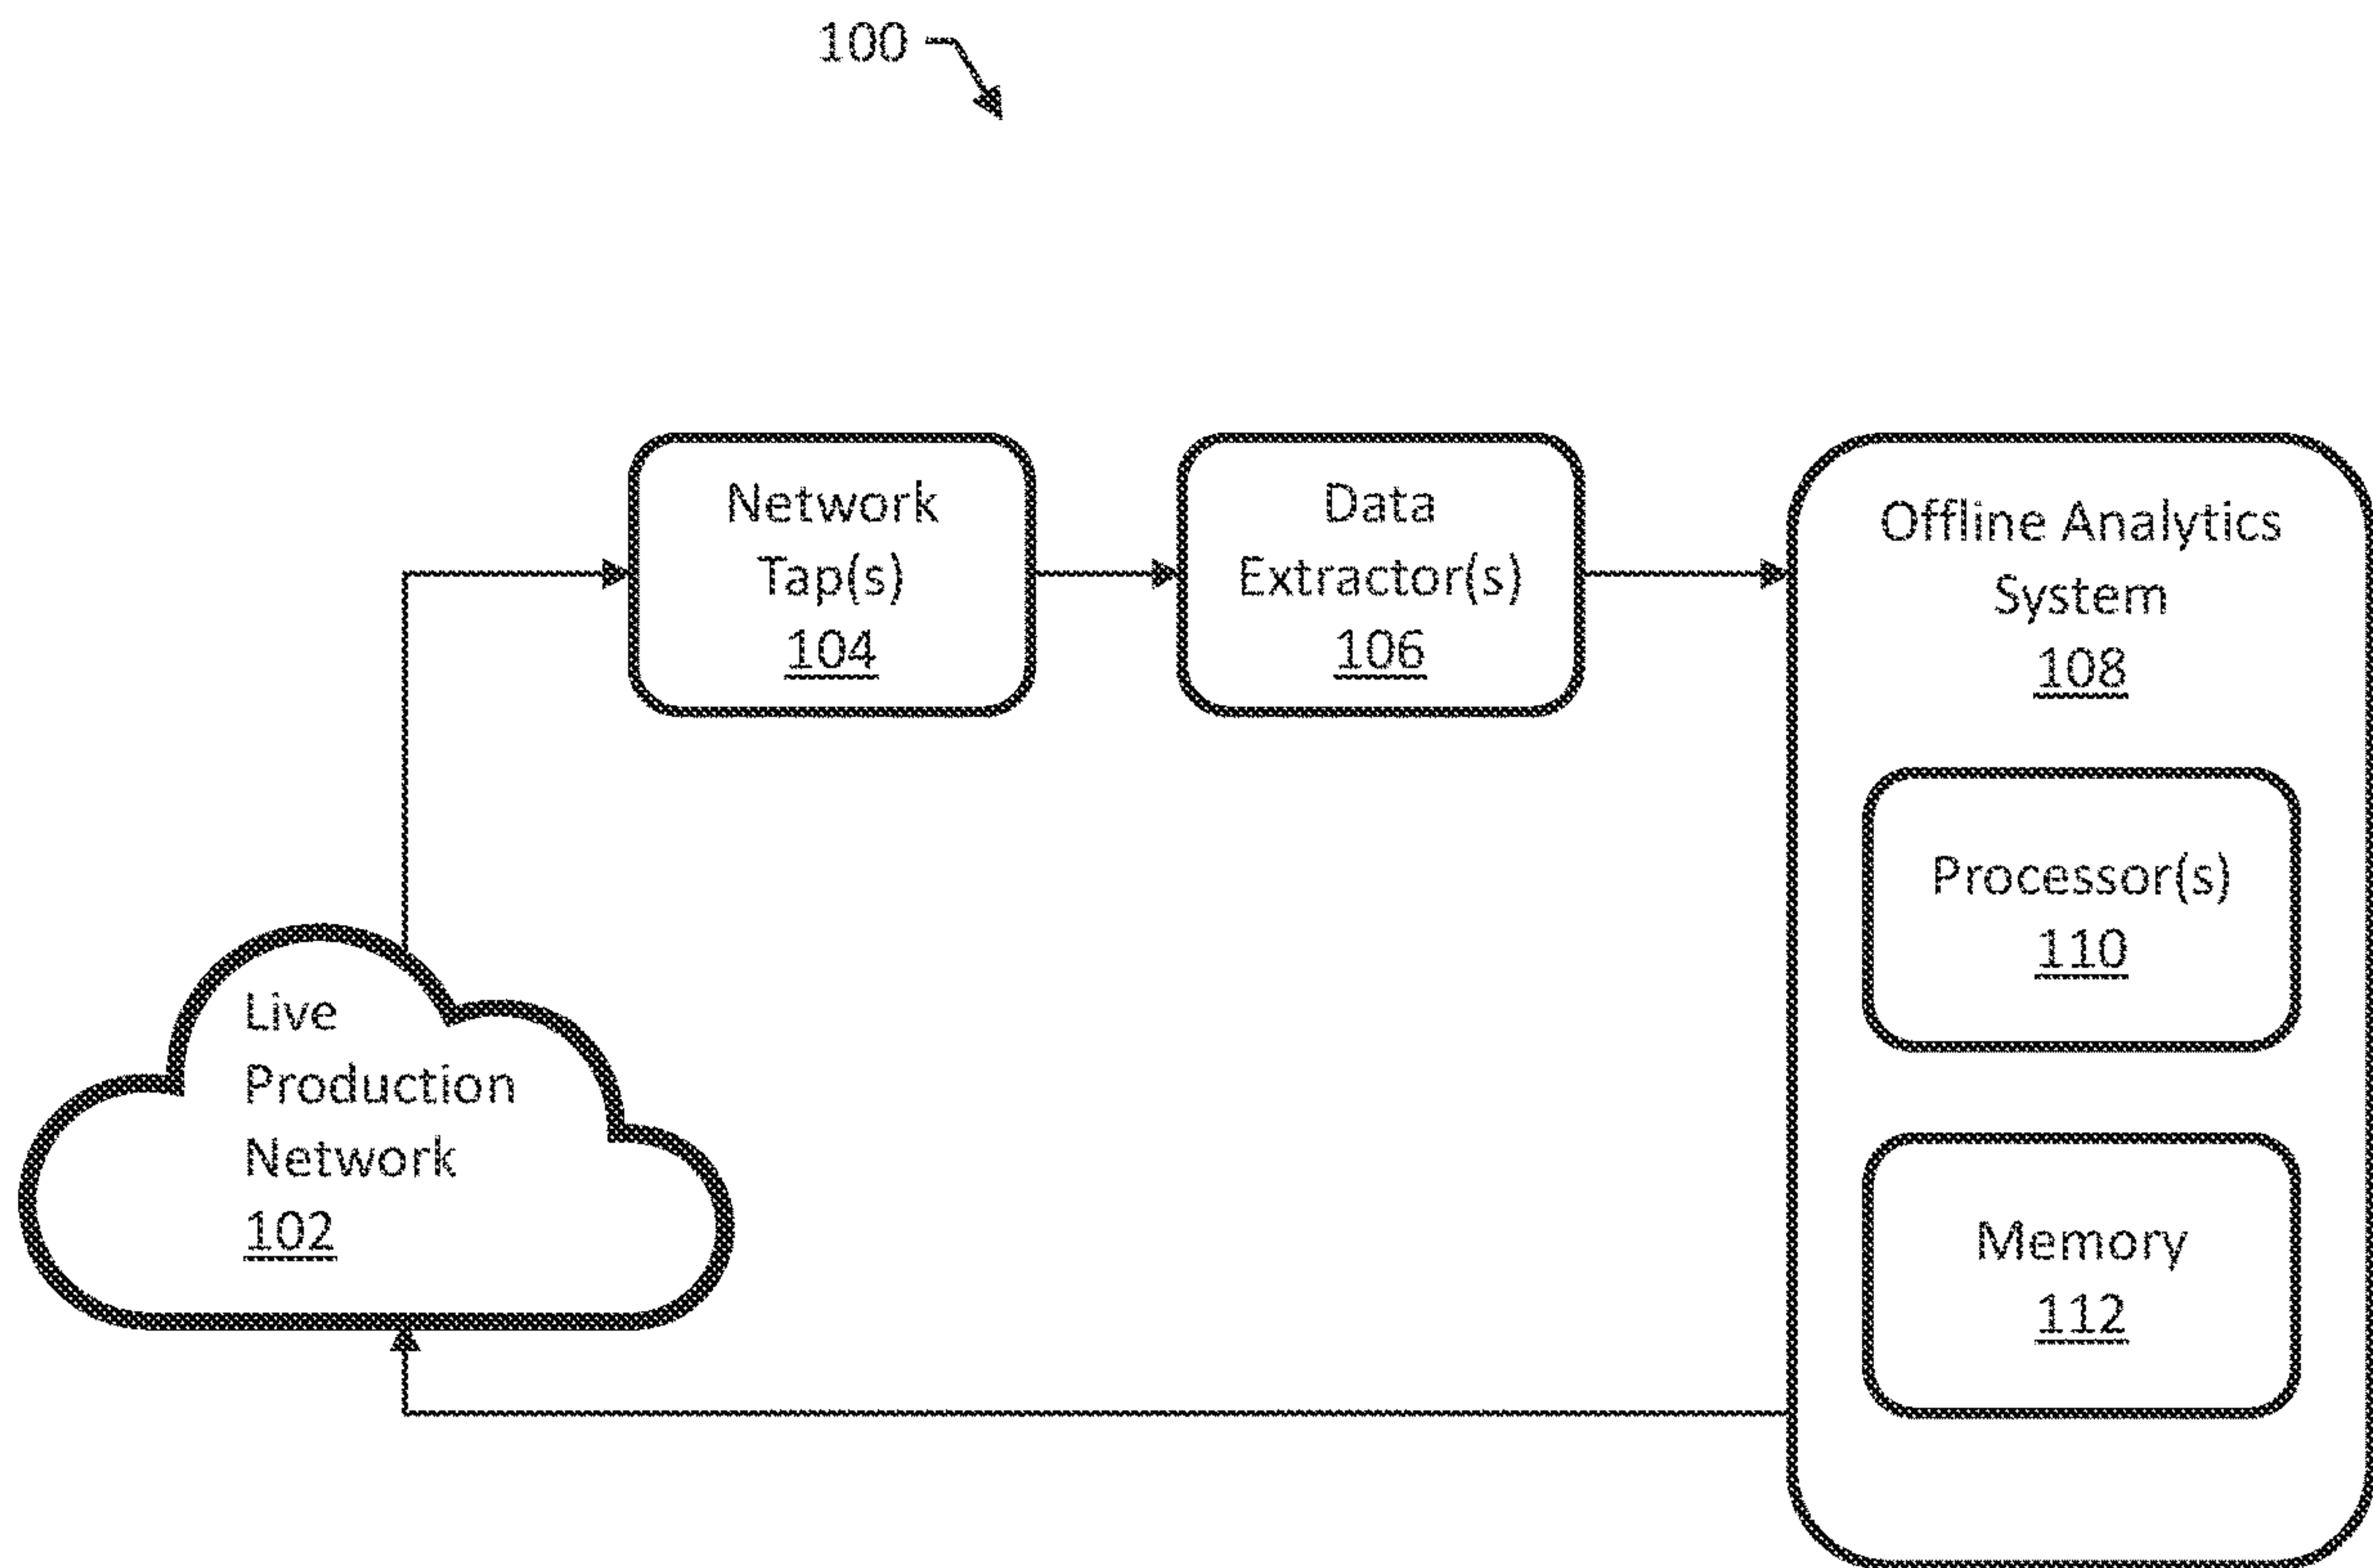 100
Network
Tap(s)
104
Data
Extractor(s)
106
Offline Analytics
System
108
Processor(s)
110
Memory
112
Live
Production
Network
102